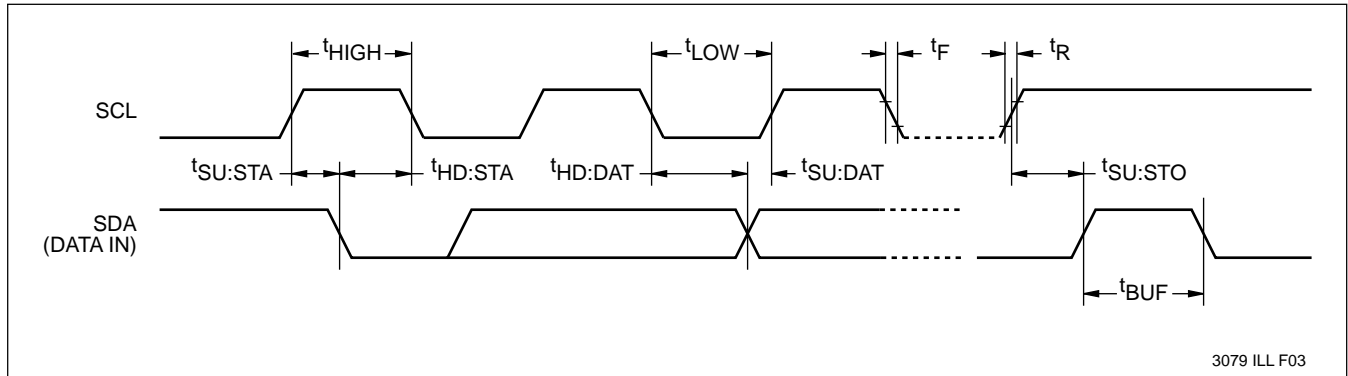 tHIGH
tLOW
tF
tR
SCL
tSU:STA
tHD:STA
tHD:DAT
tSU:DAT
tSU:STO
SDA
(DATA IN)
tBUF
3079 ILL F03